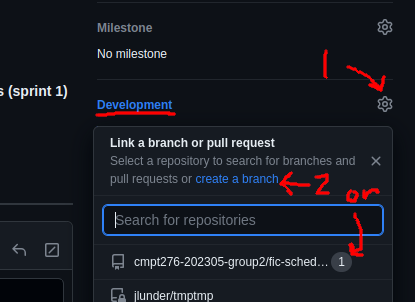 Milestone
No milestone
s (sprint 1)
1
Development
Link a branch or pull request
Select a repository to search for branches and
pull requests or create a branch
2 or
Search for repositories
cmpt276-202305-group2/fic-sched... 1
jlunder/tmptmp